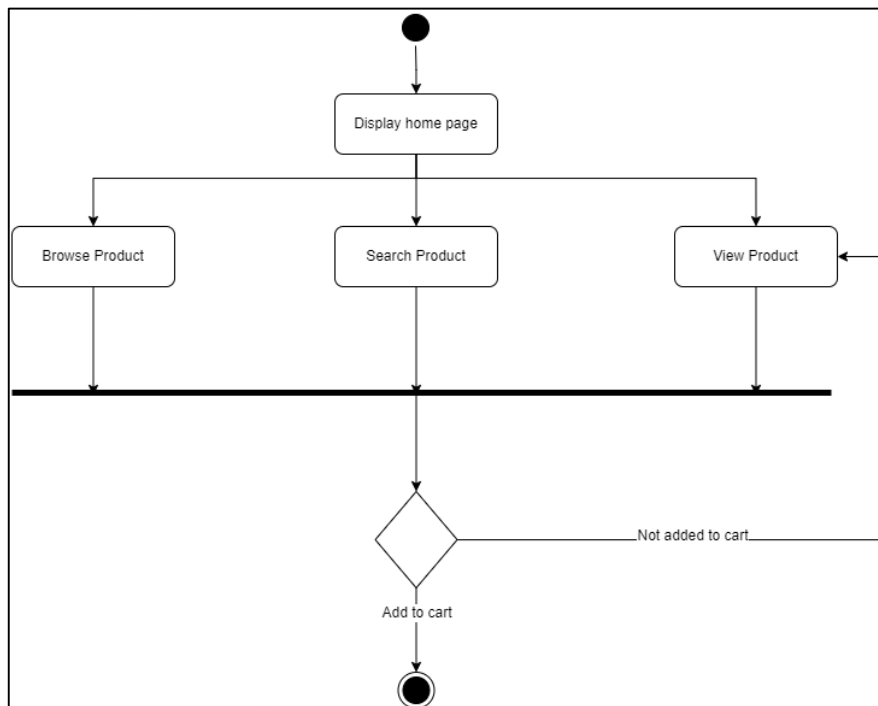 Display home page
Browse Product
Search Product
View Product
Not added to cart
Add to cart